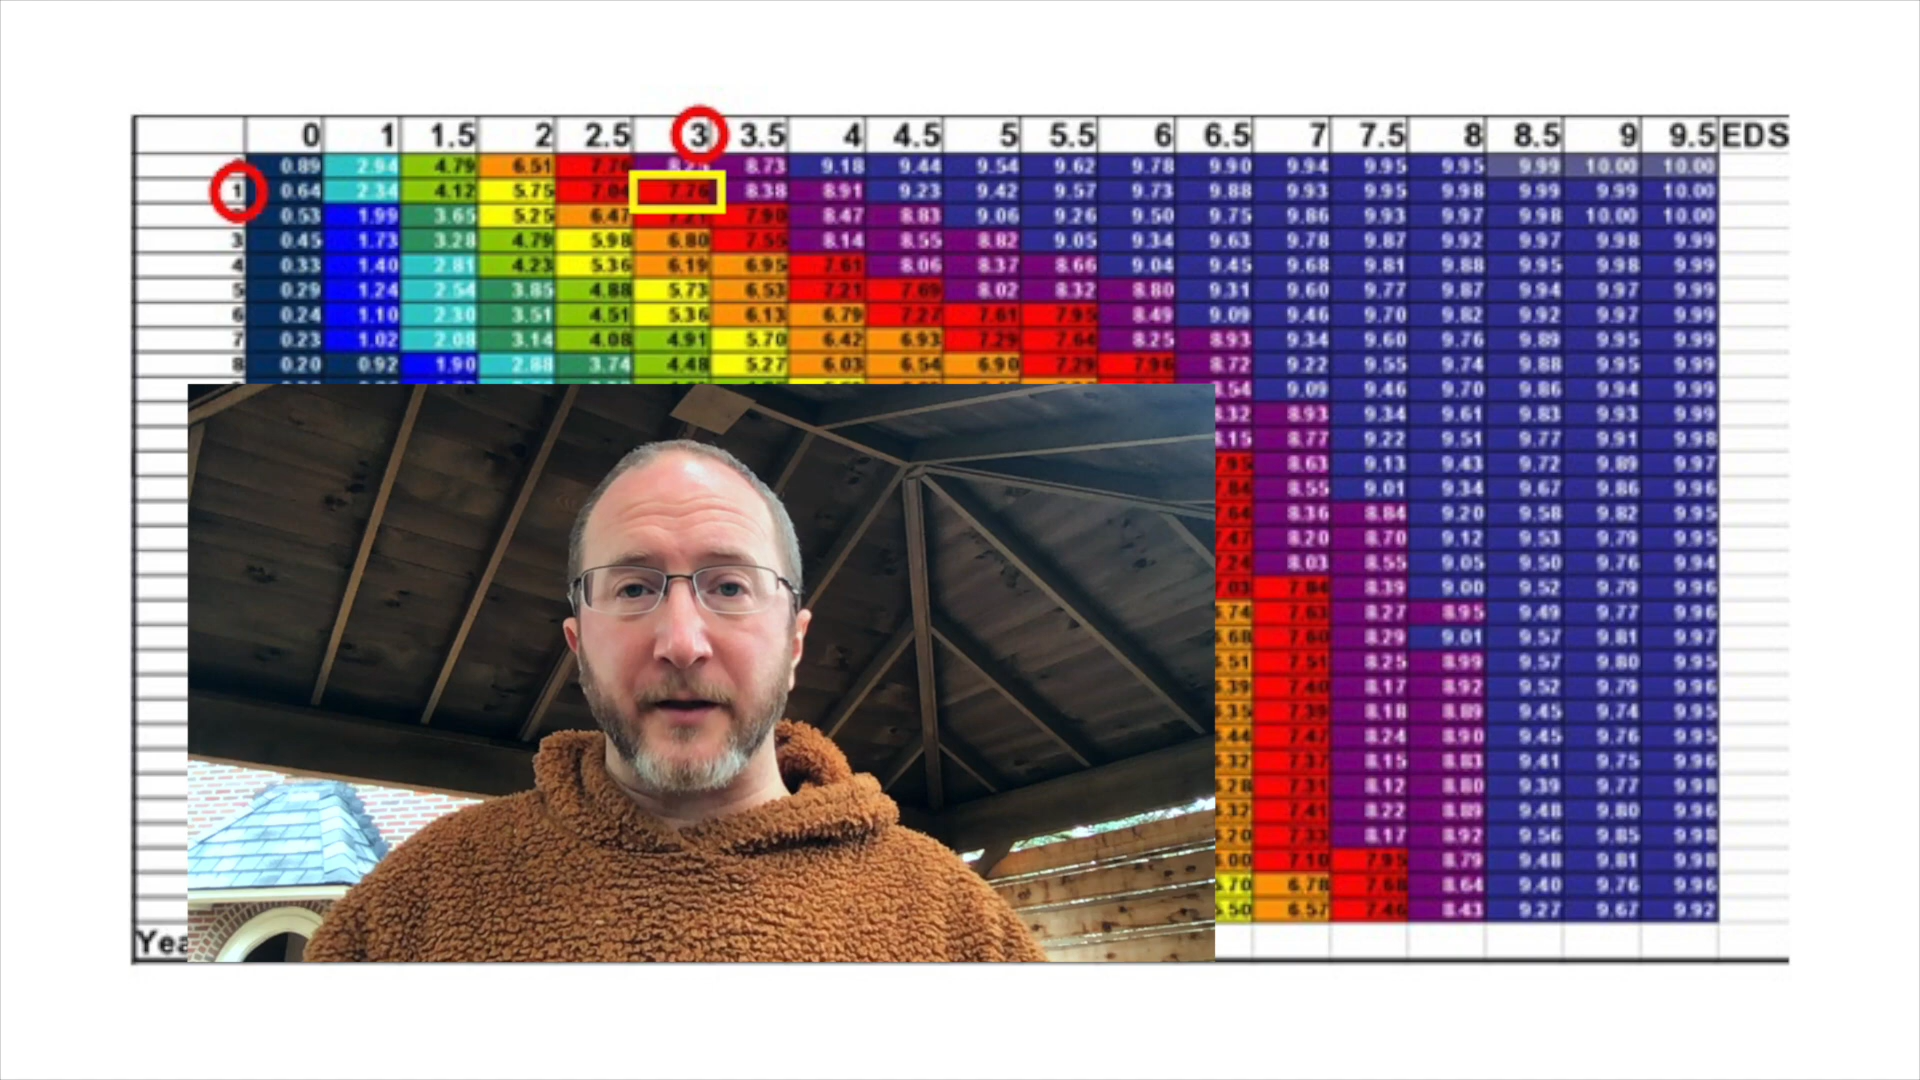 0 1 1.5 2 2.5 3 3.5 4 4.5 5 5.5 6 6.5 7 7.5 8 8.5 9 9.5 EDS
0.89 2.94 4.79 6.51 7.76 8.25 8.73 9.18 9.44 9.54 9.62 9.78 9.90 9.94 9.95 9.95 9.99 10.00 10.00
1 0.64 2.34 4.12 5.75 7.04 7.76 8.38 8.91 9.23 9.42 9.57 9.73 9.88 9.93 9.95 9.98 9.99 9.99 10.00
0.53 1.99 3.65 5.25 6.47 7.21 7.90 8.47 8.83 9.06 9.26 9.50 9.75 9.86 9.93 9.97 9.98 10.00 10.00
3 0.45 1.73 3.28 4.79 5.98 6.80 7.55 8.14 8.55 8.82 9.05 9.34 9.63 9.78 9.87 9.92 9.97 9.98 9.99
4 0.33 1.40 2.81 4.23 5.36 6.19 6.95 7.61 8.06 8.37 8.66 9.04 9.45 9.68 9.81 9.88 9.95 9.98 9.99
5 0.29 1.24 2.54 3.85 4.88 5.73 6.53 7.21 7.69 8.02 8.32 8.80 9.31 9.60 9.77 9.87 9.94 9.97 9.99
6 0.24 1.10 2.30 3.51 4.51 5.36 6.13 6.79 7.27 7.61 7.95 8.49 9.09 9.46 9.70 9.82 9.92 9.97 9.99
7 0.23 1.02 2.08 3.14 4.08 4.91 5.70 6.42 6.93 7.29 7.64 8.25 8.93 9.34 9.60 9.76 9.89 9.95 9.99
8 0.20 0.92 1.90 2.88 3.74 4.48 5.27 6.03 6.54 6.90 7.29 7.96 8.72 9.22 9.55 9.74 9.88 9.95 9.99
9.09 9.46 9.70 9.86 9.94 9.99
8.93 9.34 9.61 9.83 9.93 9.99
8.77 9.22 9.51 9.77 9.91 9.98
8.63 9.13 9.43 9.72 9.89 9.97
8.55 9.01 9.34 9.67 9.86 9.96
8.36 8.84 9.20 9.58 9.82 9.95
8.20 8.70 9.12 9.53 9.79 9.95
8.03 8.55 9.05 9.50 9.76 9.94
7.84 8.39 9.00 9.52 9.79 9.96
7.63 8.27 8.95 9.49 9.77 9.96
7.60 8.29 9.01 9.57 9.81 9.97
7.51 8.25 8.99 9.57 9.80 9.95
7.40 8.17 8.92 9.52 9.79 9.96
7.39 8.18 8.89 9.45 9.74 9.95
7.47 8.24 8.90 9.45 9.76 9.95
7.37 8.15 8.83 9.41 9.75 9.96
7.31 8.12 8.80 9.39 9.77 9.98
7.41 8.22 8.89 9.48 9.80 9.96
7.33 8.17 8.92 9.56 9.85 9.98
7.10 7.95 8.79 9.48 9.81 9.98
6.78 7.68 8.64 9.40 9.76 9.96
6.57 7.46 8.43 9.27 9.67 9.92